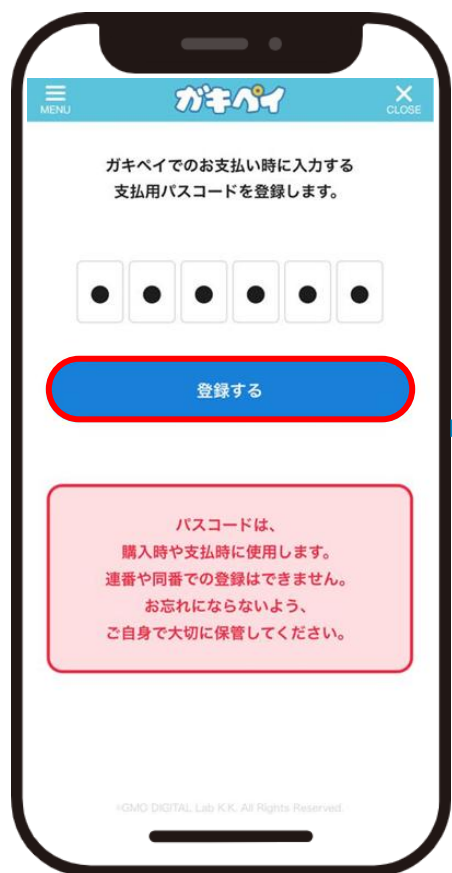 MENU
ガキペイ
CLOSE
ガキペイでのお支払い時に入力する
支払用パスコードを登録します。
登録する
パスコードは、
購入時や支払時に使用します。
連番や同番での登録はできません。
お忘れにならないよう、
ご自身で大切に保管してください。
©GMO DIGITAL Lab K.K. All Rights Reserved.